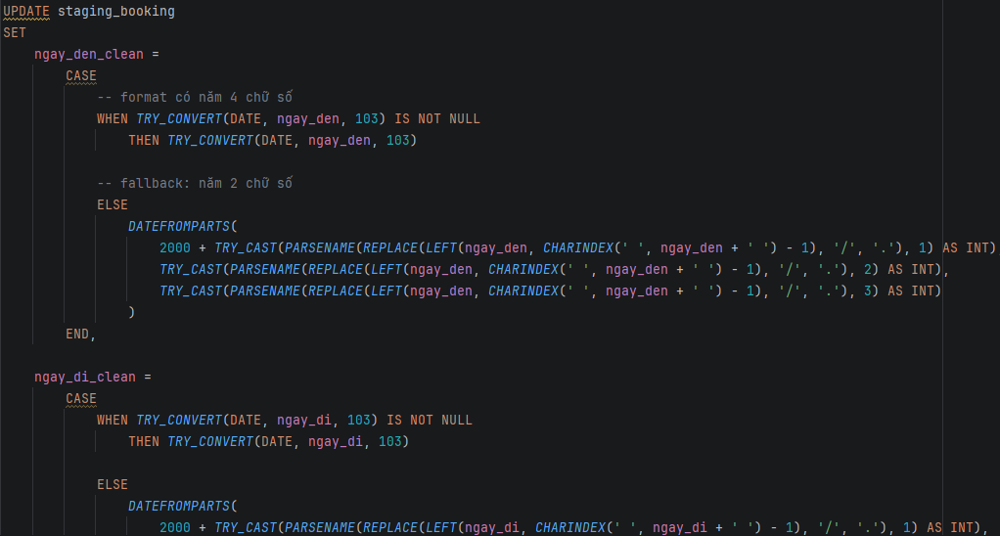 UPDATE staging_booking
SET
    ngay_den_clean =
        CASE
            -- format có năm 4 chữ số
            WHEN TRY_CONVERT(DATE, ngay_den, 103) IS NOT NULL
                THEN TRY_CONVERT(DATE, ngay_den, 103)

            -- fallback: năm 2 chữ số
            ELSE
                DATEFROMPARTS(
                    2000 + TRY_CAST(PARSENAME(REPLACE(LEFT(ngay_den, CHARINDEX(' ', ngay_den + ' ') - 1), '/', '.'), 1) AS INT)
                    TRY_CAST(PARSENAME(REPLACE(LEFT(ngay_den, CHARINDEX(' ', ngay_den + ' ') - 1), '/', '.'), 2) AS INT),
                    TRY_CAST(PARSENAME(REPLACE(LEFT(ngay_den, CHARINDEX(' ', ngay_den + ' ') - 1), '/', '.'), 3) AS INT)
                )
        END,

    ngay_di_clean =
        CASE
            WHEN TRY_CONVERT(DATE, ngay_di, 103) IS NOT NULL
                THEN TRY_CONVERT(DATE, ngay_di, 103)

            ELSE
                DATEFROMPARTS(
                    2000 + TRY_CAST(PARSENAME(REPLACE(LEFT(ngay_di, CHARINDEX(' ', ngay_di + ' ') - 1), '/', '.'), 1) AS INT),